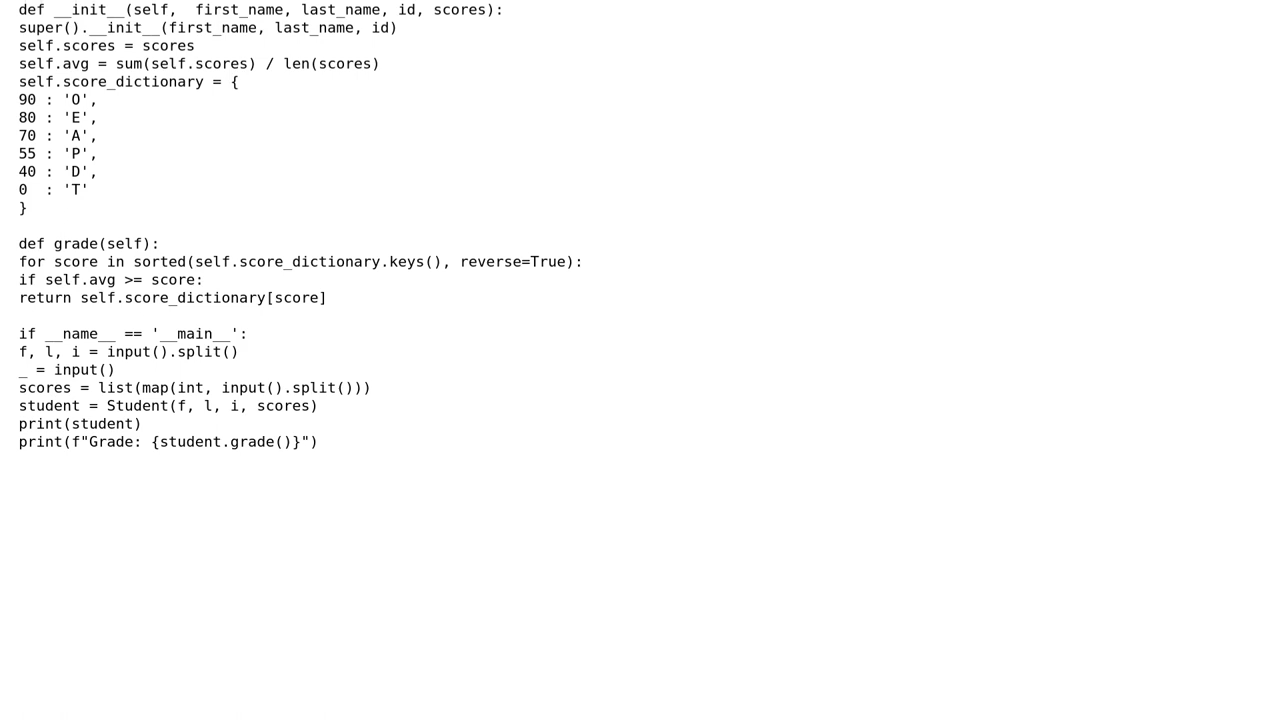 def __init__(self,  first_name, last_name, id, scores):
super().__init__(first_name, last_name, id)
self.scores = scores
self.avg = sum(self.scores) / len(scores)
self.score_dictionary = {
90 : 'O',
80 : 'E',
70 : 'A',
55 : 'P',
40 : 'D',
0  : 'T'
}

def grade(self):
for score in sorted(self.score_dictionary.keys(), reverse=True):
if self.avg >= score:
return self.score_dictionary[score]

if __name__ == '__main__':
f, l, i = input().split()
_ = input()
scores = list(map(int, input().split()))
student = Student(f, l, i, scores)
print(student)
print(f"Grade: {student.grade()}")